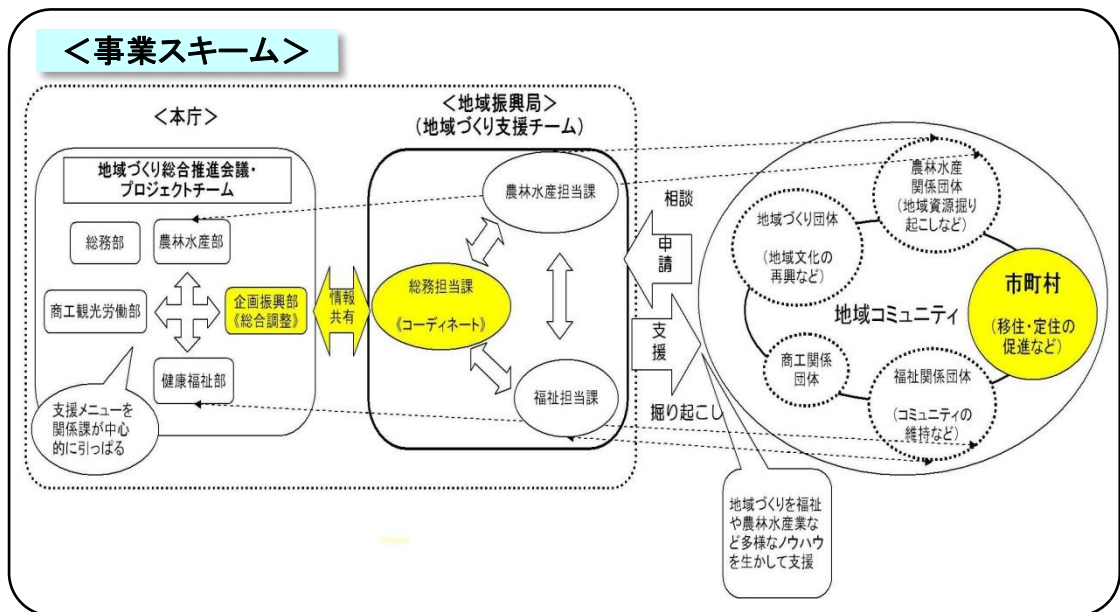 ＜事業スキーム＞
＜本庁＞
＜地域振興局＞
（地域づくり支援チーム）
地域づくり総合推進会議・
プロジェクトチーム
総務部
農林水産部
商工観光労働部
企画振興部
《総合調整》
健康福祉部
支援メニューを
関係課が中心
的に引っぱる
情報
共有
農林水産担当課
総務担当課
《コーディネート》
福祉担当課
相談
申請
支援
掘り起こし
地域づくりを福祉
や農林水産業な
ど多様なノウハウ
を生かして支援
農林水産
関係団体
（地域資源掘り
起こしなど）
地域づくり団体
（地域文化の
再興など）
地域コミュニティ
市町村
（移住・定住の
促進など）
商工関係
団体
福祉関係団体
（コミュニティの
維持など）